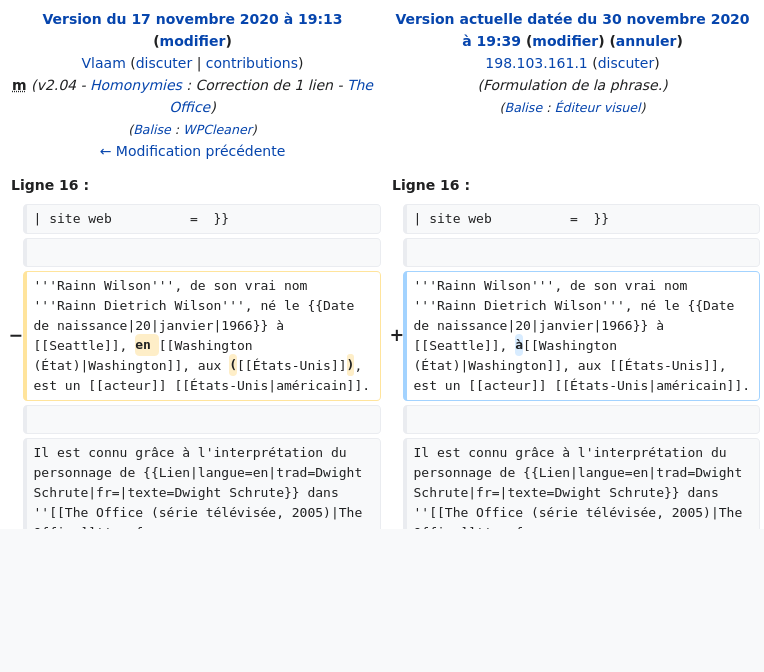 Version du 17 novembre 2020 à 19:13
(modifier)
Vlaam (discuter | contributions)
m (v2.04 - Homonymies : Correction de 1 lien - The
Office)
(Balise : WPCleaner)
← Modification précédente
Version actuelle datée du 30 novembre 2020
à 19:39 (modifier) (annuler)
198.103.161.1 (discuter)
(Formulation de la phrase.)
(Balise : Éditeur visuel)
Ligne 16 :
Ligne 16 :
| site web          =  }}
| site web          =  }}
−
'''Rainn Wilson''', de son vrai nom
'''Rainn Dietrich Wilson''', né le {{Date
de naissance|20|janvier|1966}} à
[[Seattle]], en [[Washington
(État)|Washington]], aux ([[États-Unis]]),
est un [[acteur]] [[États-Unis|américain]].
+
'''Rainn Wilson''', de son vrai nom
'''Rainn Dietrich Wilson''', né le {{Date
de naissance|20|janvier|1966}} à
[[Seattle]], à[[Washington
(État)|Washington]], aux [[États-Unis]],
est un [[acteur]] [[États-Unis|américain]].
Il est connu grâce à l'interprétation du
personnage de {{Lien|langue=en|trad=Dwight
Schrute|fr=|texte=Dwight Schrute}} dans
''[[The Office (série télévisée, 2005)|The
Il est connu grâce à l'interprétation du
personnage de {{Lien|langue=en|trad=Dwight
Schrute|fr=|texte=Dwight Schrute}} dans
''[[The Office (série télévisée, 2005)|The